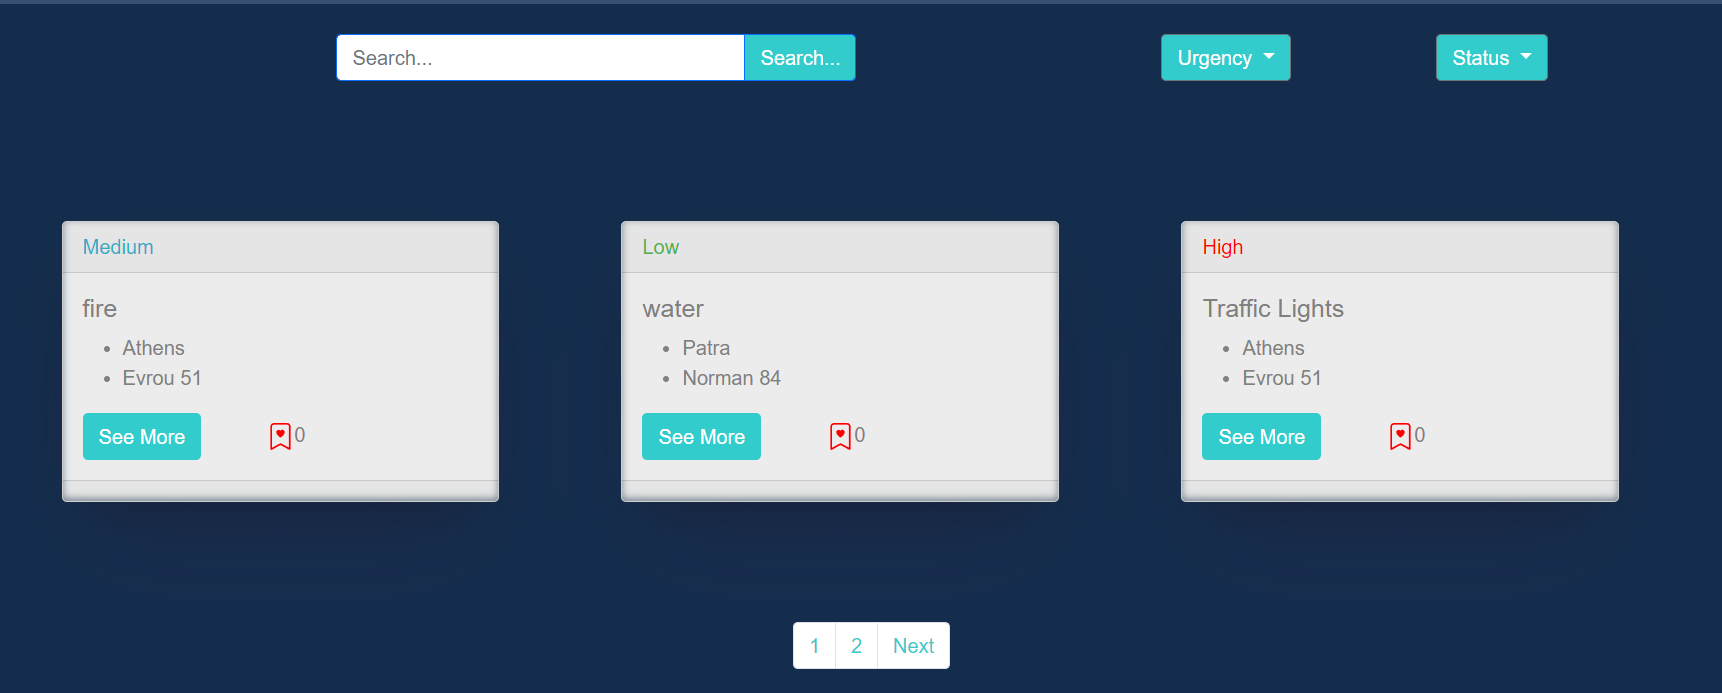 Search... Search... Urgency Status
Medium
fire
Athens
Evrou 51
See More 0
Low
water
Patra
Norman 84
See More 0
High
Traffic Lights
Athens
Evrou 51
See More 0
1 2 Next